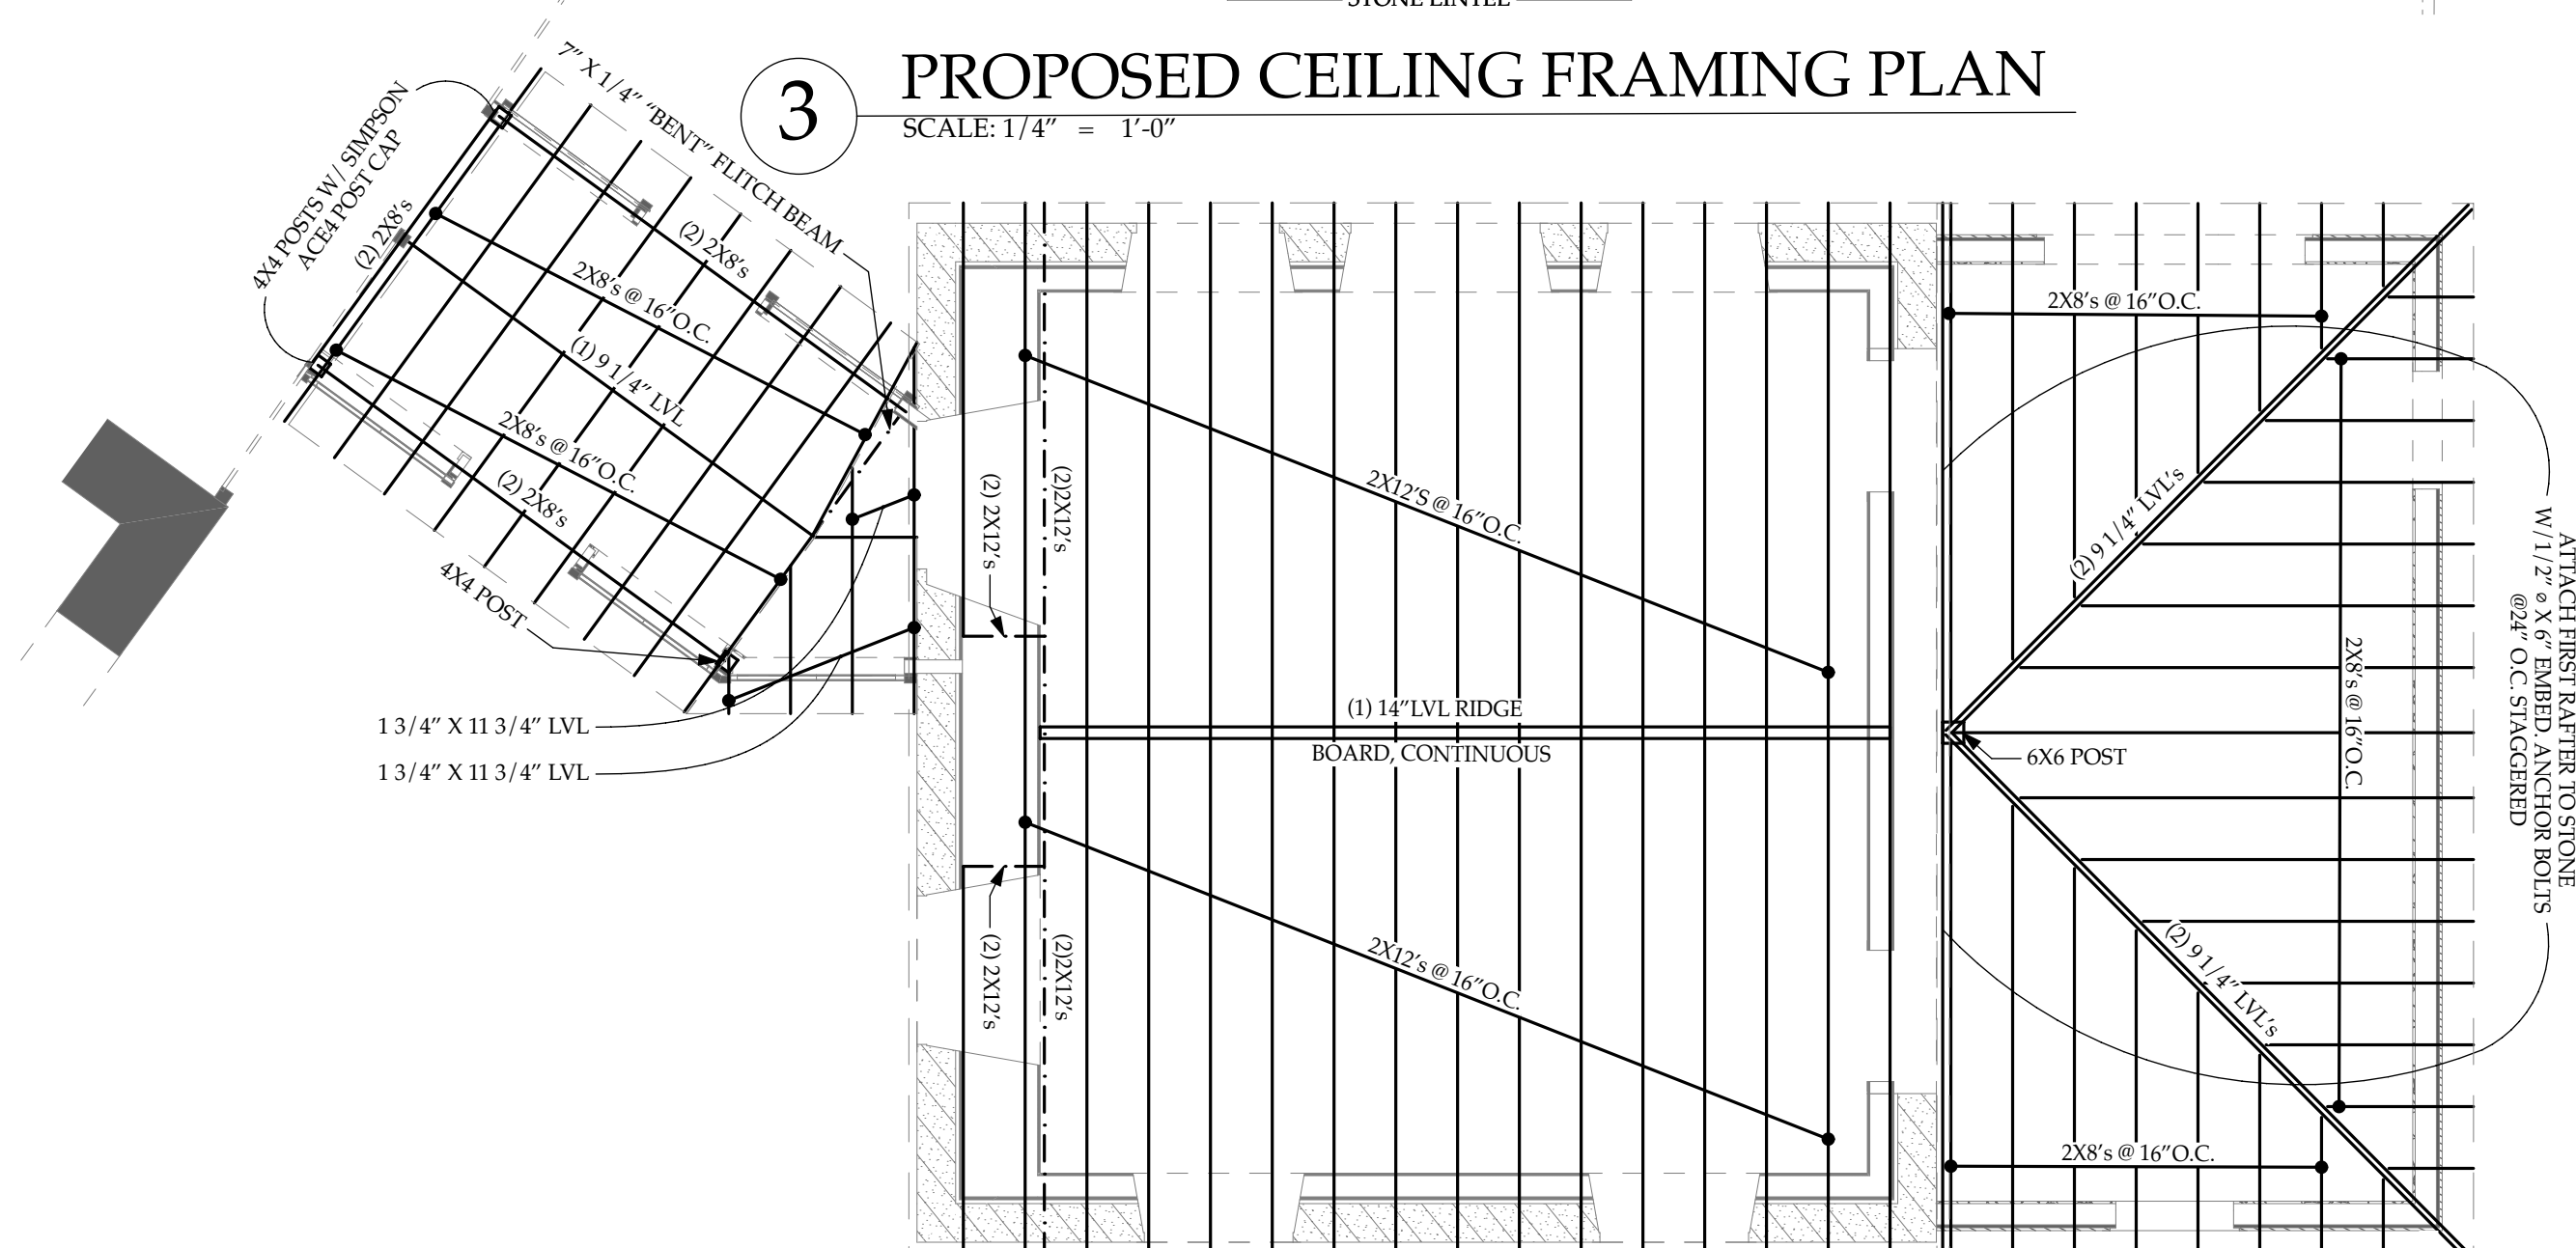 STONE LINTEL
3
PROPOSED CEILING FRAMING PLAN
SCALE: 1/4" = 1'-0"
7" X 1/4" "BENT" FLITCH BEAM
4X4 POSTS W/ SIMPSON
ACE4 POST CAP
(2) 2X8's
(2) 2X8's
2X8's @ 16"O.C.
(1) 9 1/4" LVL
2X8's @ 16"O.C.
(2) 2X8's
4X4 POST
1 3/4" X 11 3/4" LVL
1 3/4" X 11 3/4" LVL
(2) 2X12's
(2)2X12's
2X12'S @ 16"O.C.
(1) 14"LVL RIDGE
BOARD, CONTINUOUS
2X12's @ 16"O.C.
(2) 2X12's
(2)2X12's
2X8's @ 16"O.C.
(2) 9 1/4" LVL's
6X6 POST
2X8's @ 16"O.C.
(2) 9 1/4" LVL's
2X8's @ 16"O.C.
ATTACH FIRST RAFTER TO STONE
W/1/2" ⌀ X 6" EMBED. ANCHOR BOLTS
@24" O.C. STAGGERED